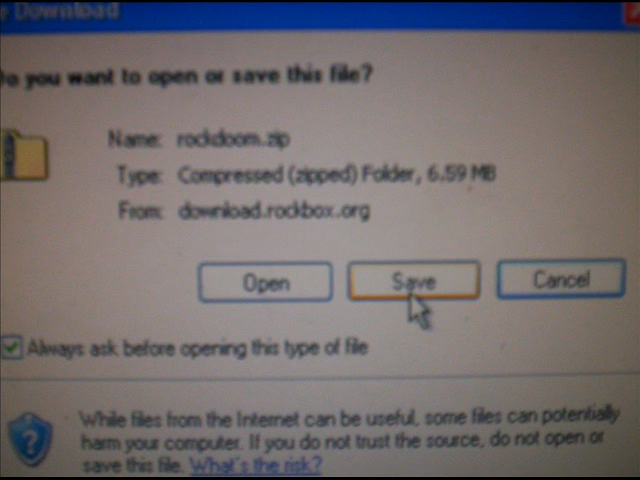 Download
Do you want to open or save this file?
Name: rockdoom.zip
Type: Compressed (zipped) Folder, 6.59 MB
From: download.rockbox.org
Open Save Cancel
Always ask before opening this type of file
While files from the Internet can be useful, some files can potentially
harm your computer. If you do not trust the source, do not open or
save this file. What's the risk?